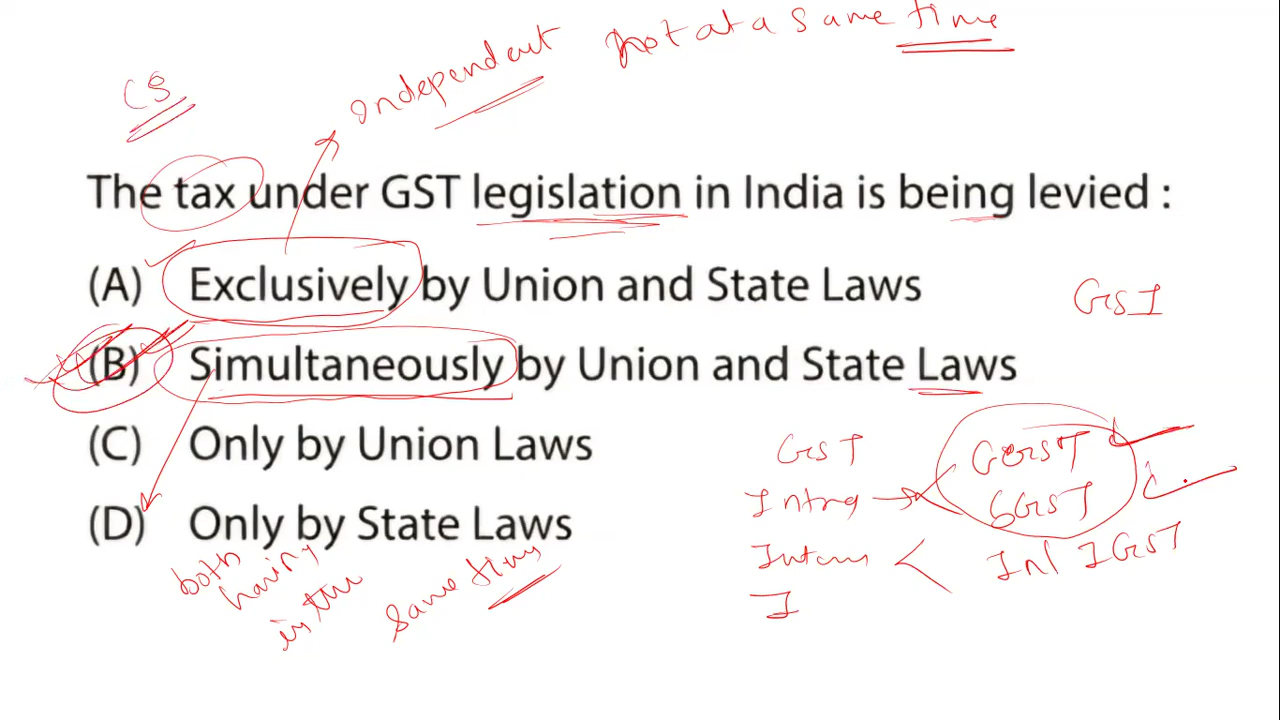 Independent not at a same time
CS
The tax under GST legislation in India is being levied :
(A) Exclusively by Union and State Laws
GST
(B) Simultaneously by Union and State Laws
(C) Only by Union Laws
GST CGST
Intra SGST
(D) Only by State Laws
IGST
both
having
same time
I